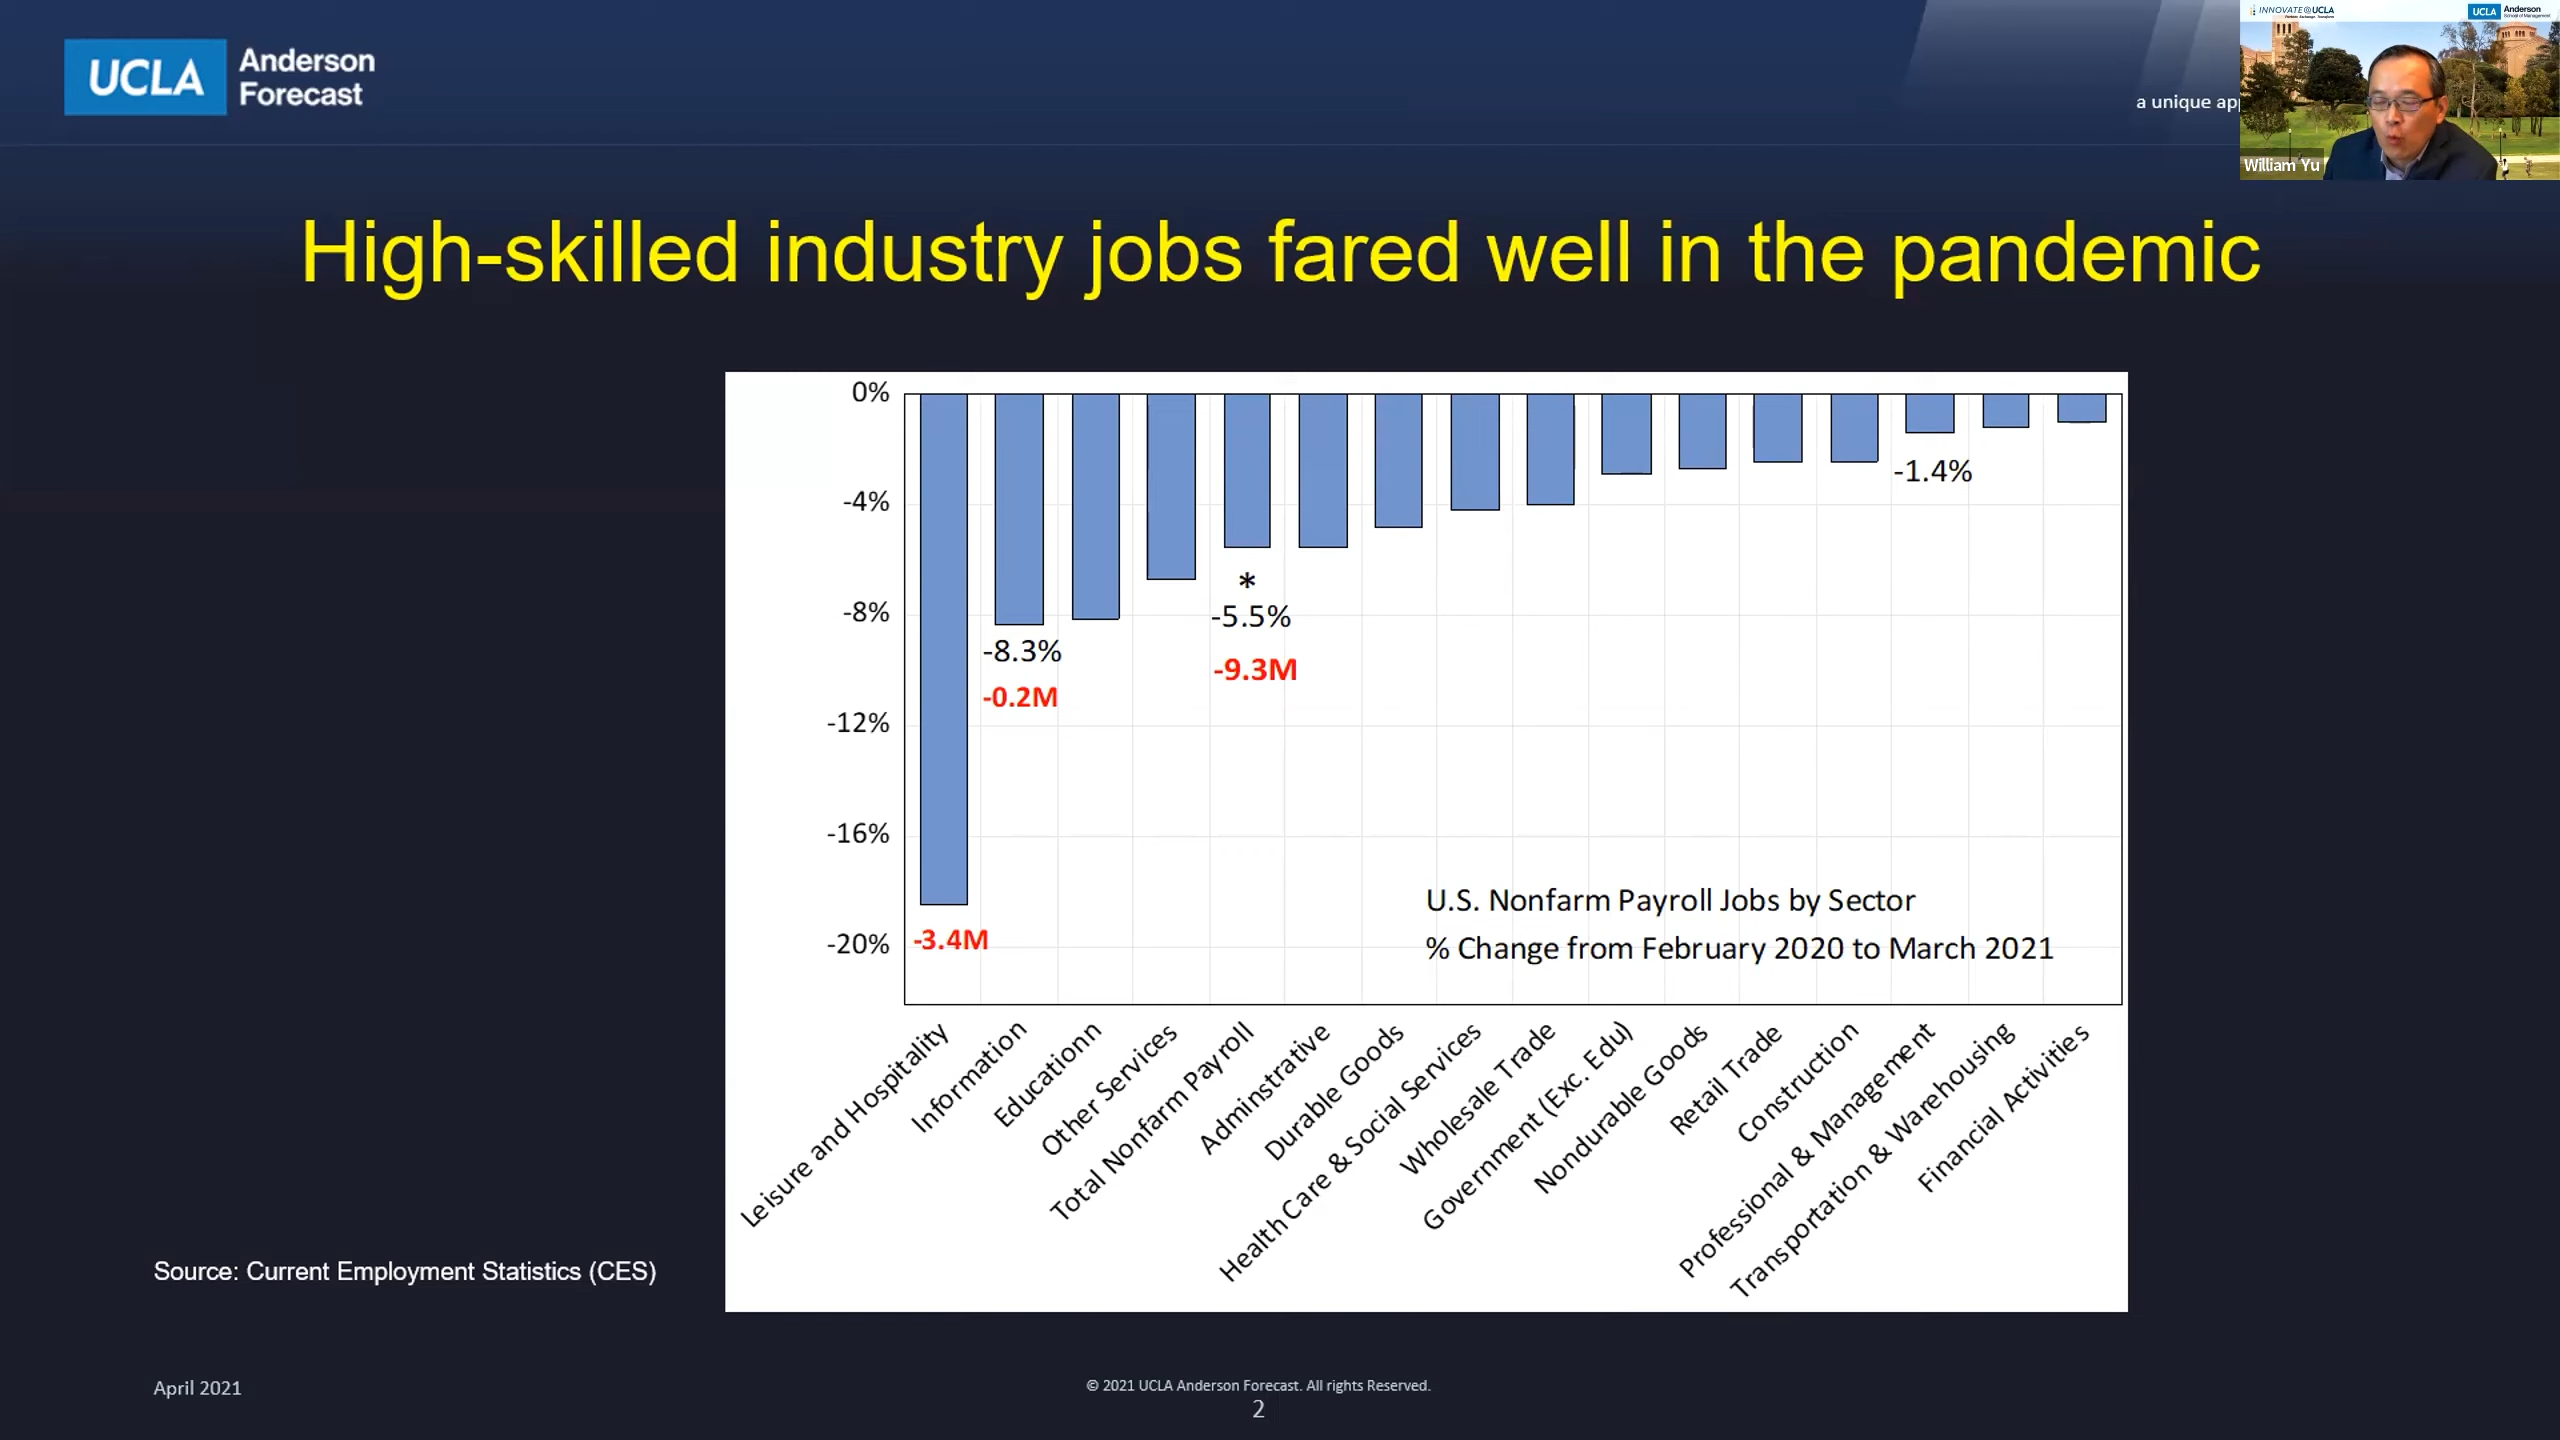 UCLA Anderson
Forecast
a unique ap
INNOVATE@UCLA
UCLA Anderson
William Yu
High-skilled industry jobs fared well in the pandemic
0%
-4%
-8%
-12%
-16%
-20%
-1.4%
*
-5.5%
-9.3M
-8.3%
-0.2M
-3.4M
U.S. Nonfarm Payroll Jobs by Sector
% Change from February 2020 to March 2021
Leisure and Hospitality
Information
Educationn
Other Services
Total Nonfarm Payroll
Adminstrative
Durable Goods
Health Care & Social Services
Wholesale Trade
Government (Exc. Edu)
Nondurable Goods
Retail Trade
Construction
Professional & Management
Transportation & Warehousing
Financial Activities
Source: Current Employment Statistics (CES)
April 2021
© 2021 UCLA Anderson Forecast. All rights Reserved.
2